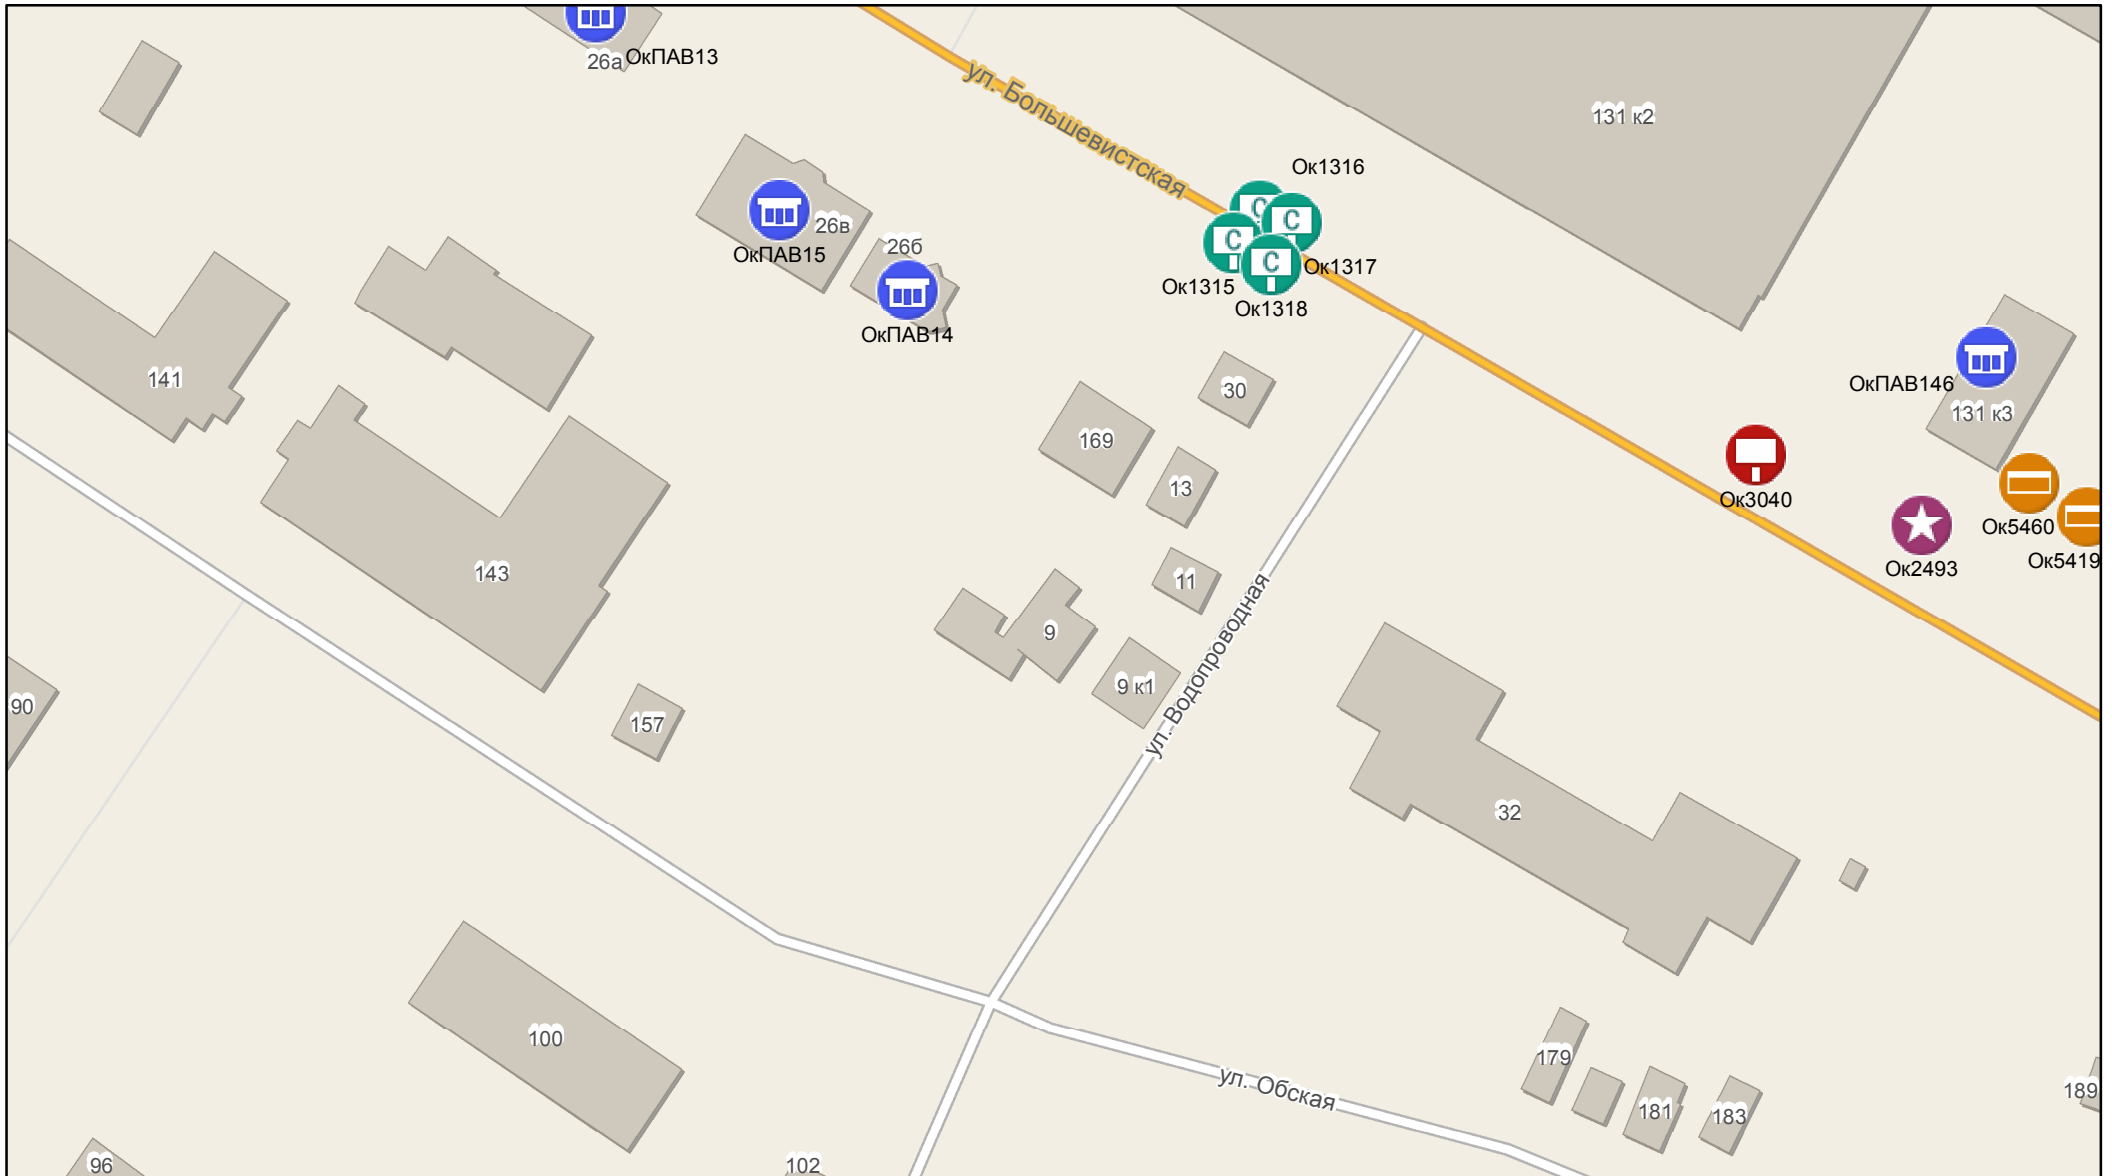 26а
ОкПАВ13
ул. Большевистская
131 к2
Ок1316
26в
ОкПАВ15
26б
ОкПАВ14
С
С
С
С
Ок1317
Ок1315
Ок1318
141
30
ОкПАВ146
131 к3
169
13
Ок3040
Ок5460
Ок5419
Ок2493
143
11
9
9 к1
ул. Водопроводная
90
157
32
100
179
ул. Обская
181
183
189
96
102